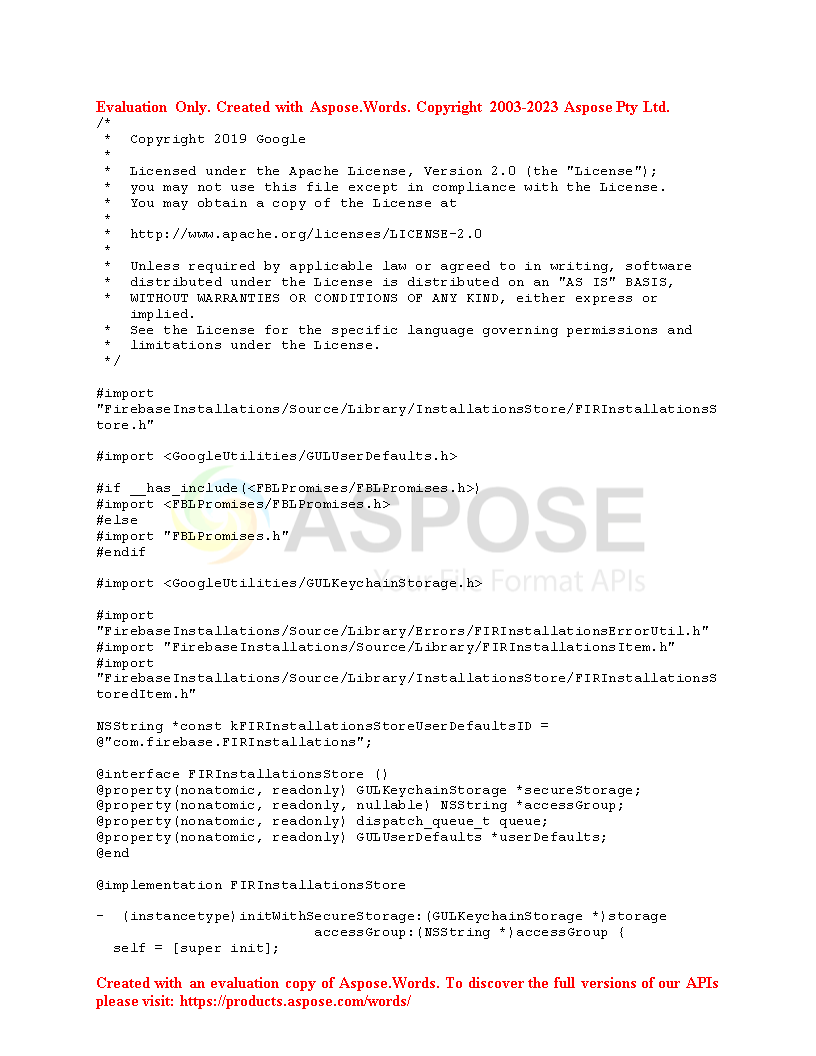 Evaluation Only. Created with Aspose.Words. Copyright 2003-2023 Aspose Pty Ltd.
/*
 *  Copyright 2019 Google
 *
 *  Licensed under the Apache License, Version 2.0 (the "License");
 *  you may not use this file except in compliance with the License.
 *  You may obtain a copy of the License at
 *
 *  http://www.apache.org/licenses/LICENSE-2.0
 *
 *  Unless required by applicable law or agreed to in writing, software
 *  distributed under the License is distributed on an "AS IS" BASIS,
 *  WITHOUT WARRANTIES OR CONDITIONS OF ANY KIND, either express or
    implied.
 *  See the License for the specific language governing permissions and
 *  limitations under the License.
 */

#import
"FirebaseInstallations/Source/Library/InstallationsStore/FIRInstallationsS
tore.h"

#import <GoogleUtilities/GULUserDefaults.h>

#if __has_include(<FBLPromises/FBLPromises.h>)
#import <FBLPromises/FBLPromises.h>
#else
#import "FBLPromises.h"
#endif
ASPOSE
Your File Format APIs

#import <GoogleUtilities/GULKeychainStorage.h>

#import
"FirebaseInstallations/Source/Library/Errors/FIRInstallationsErrorUtil.h"
#import "FirebaseInstallations/Source/Library/FIRInstallationsItem.h"
#import
"FirebaseInstallations/Source/Library/InstallationsStore/FIRInstallationsS
toredItem.h"

NSString *const kFIRInstallationsStoreUserDefaultsID =
@"com.firebase.FIRInstallations";

@interface FIRInstallationsStore ()
@property(nonatomic, readonly) GULKeychainStorage *secureStorage;
@property(nonatomic, readonly, nullable) NSString *accessGroup;
@property(nonatomic, readonly) dispatch_queue_t queue;
@property(nonatomic, readonly) GULUserDefaults *userDefaults;
@end

@implementation FIRInstallationsStore

-  (instancetype)initWithSecureStorage:(GULKeychainStorage *)storage
                          accessGroup:(NSString *)accessGroup {
  self = [super init];

Created with an evaluation copy of Aspose.Words. To discover the full versions of our APIs
please visit: https://products.aspose.com/words/